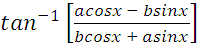 tan⁻¹ [(acosx − bsinx)/(bcosx + asinx)]